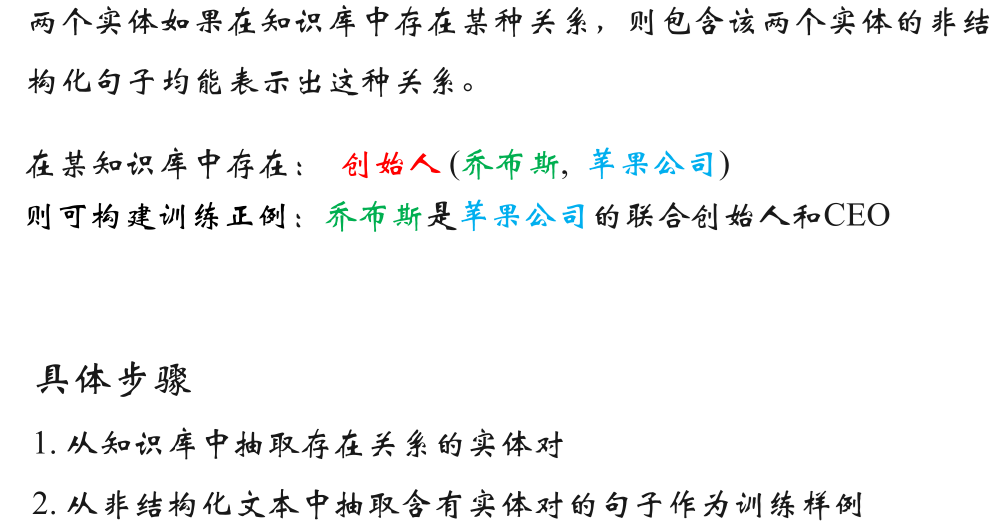 两个实体如果在知识库中存在某种关系，则包含该两个实体的非结
构化句子均能表示出这种关系。
在某知识库中存在： 创始人(乔布斯, 苹果公司)
则可构建训练正例：乔布斯是苹果公司的联合创始人和CEO
具体步骤
1. 从知识库中抽取存在关系的实体对
2. 从非结构化文本中抽取含有实体对的句子作为训练样例